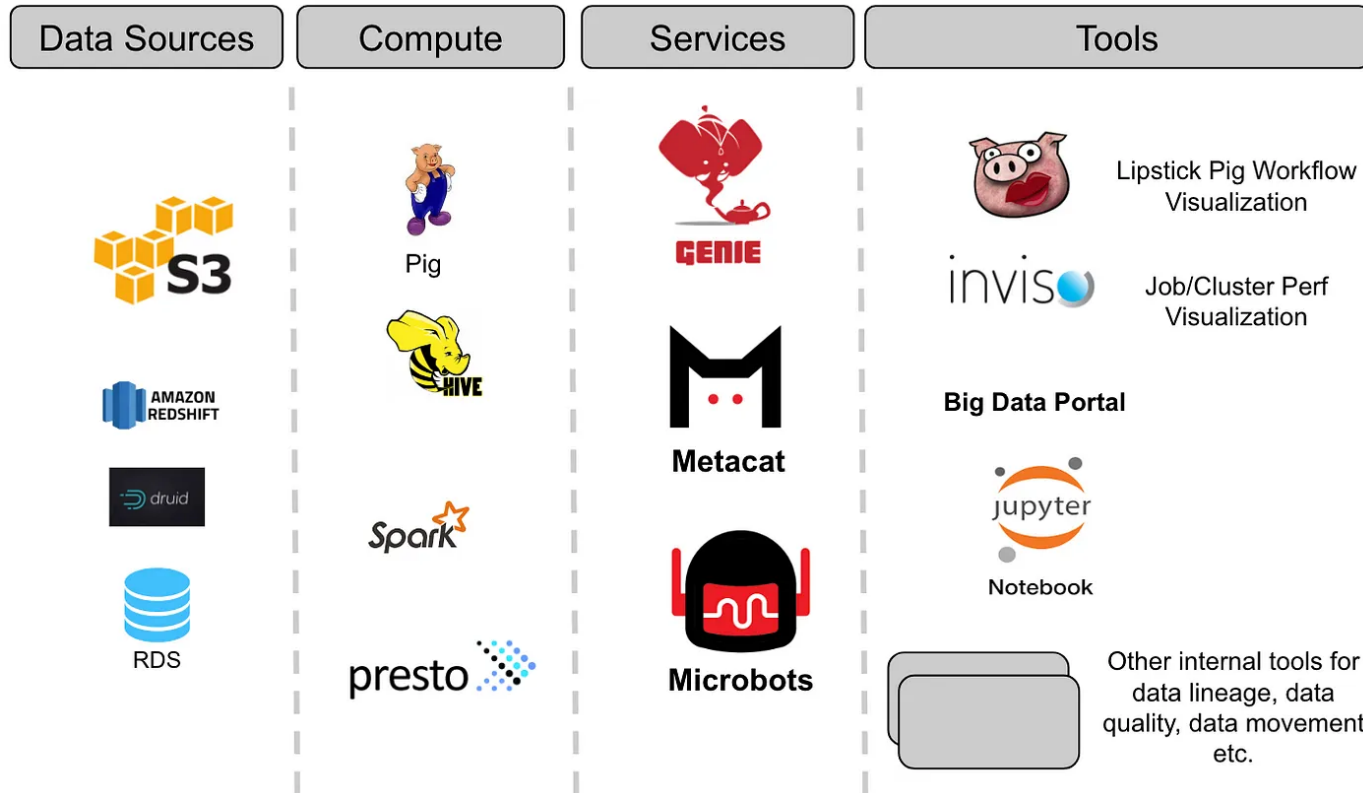 Data Sources
Compute
Services
Tools
S3
AMAZON
REDSHIFT
druid
RDS
Pig
HIVE
Spark
presto
GENIE
Metacat
Microbots
Lipstick Pig Workflow
Visualization
inviso
Job/Cluster Perf
Visualization
Big Data Portal
jupyter
Notebook
Other internal tools for
data lineage, data
quality, data movement
etc.